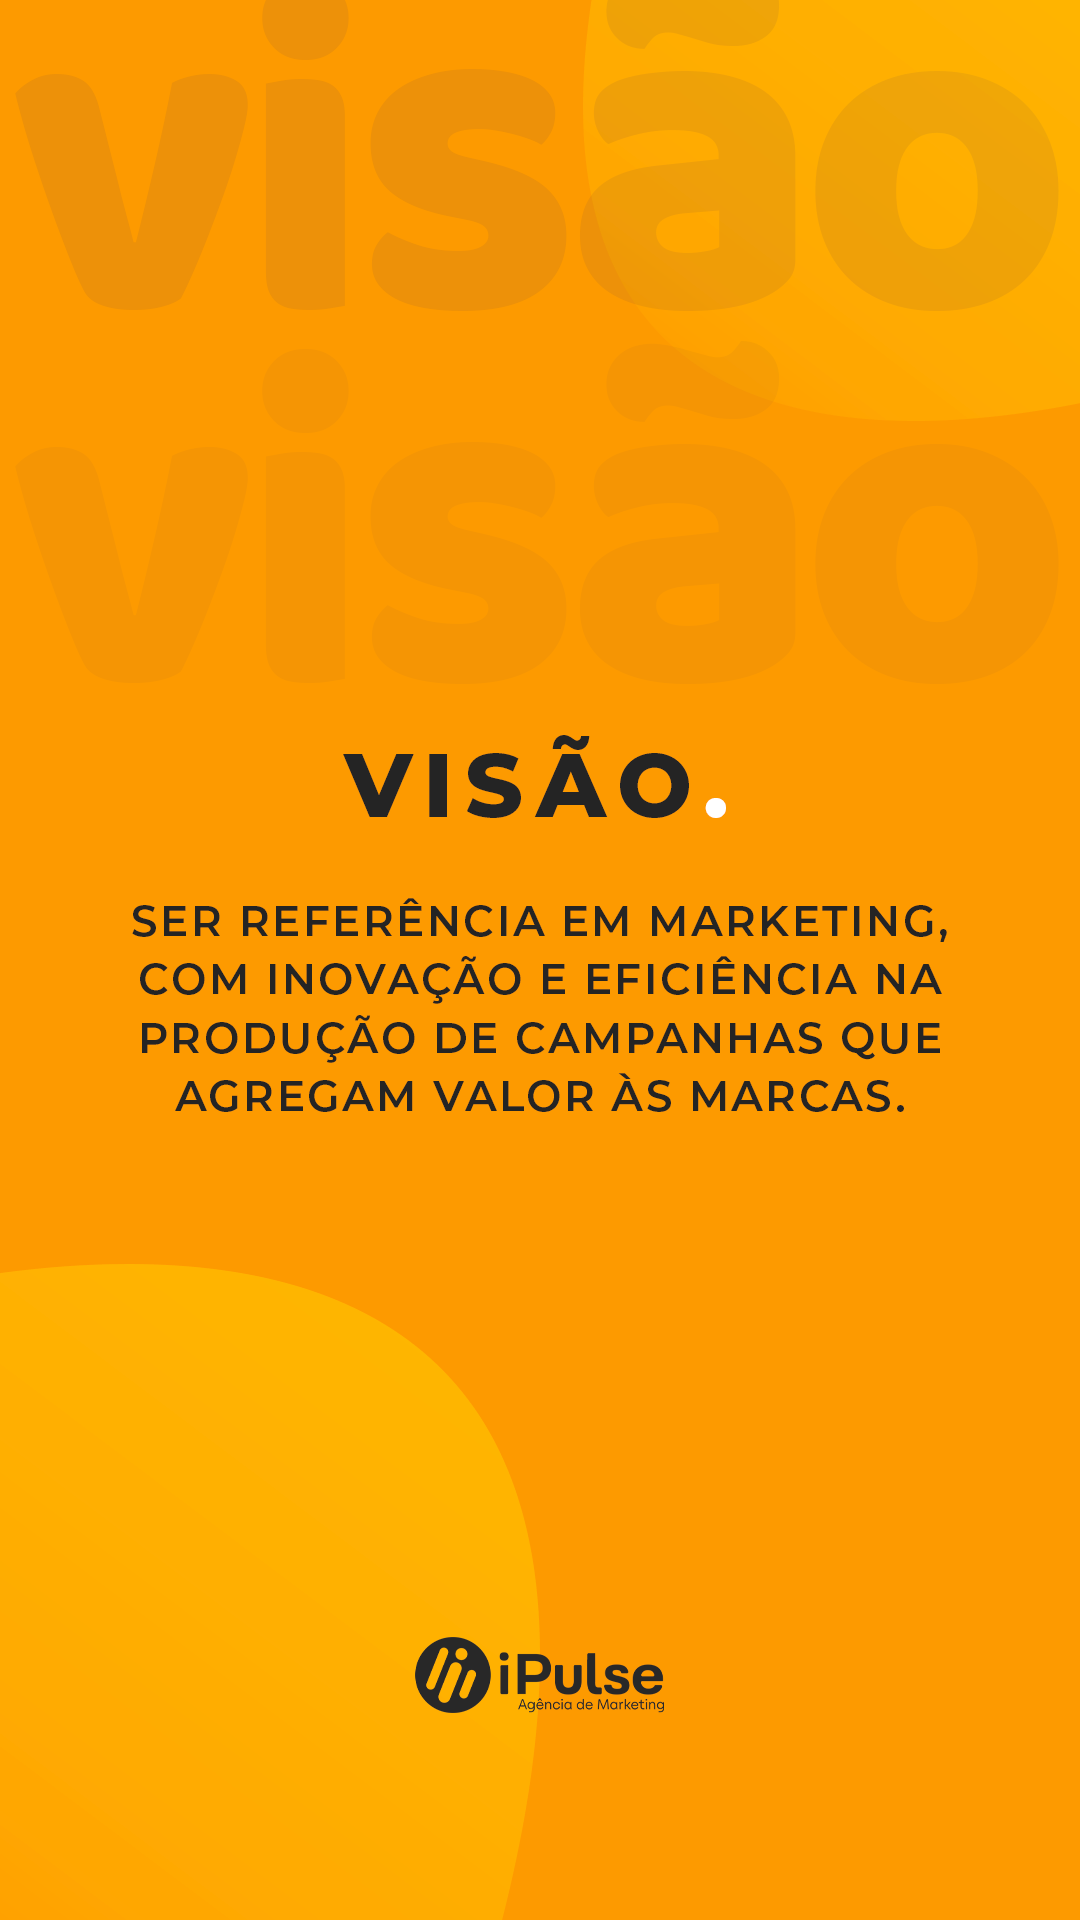 visão
visão
VISÃO.
SER REFERÊNCIA EM MARKETING,
COM INOVAÇÃO E EFICIÊNCIA NA
PRODUÇÃO DE CAMPANHAS QUE
AGREGAM VALOR ÀS MARCAS.
iPulse
Agência de Marketing